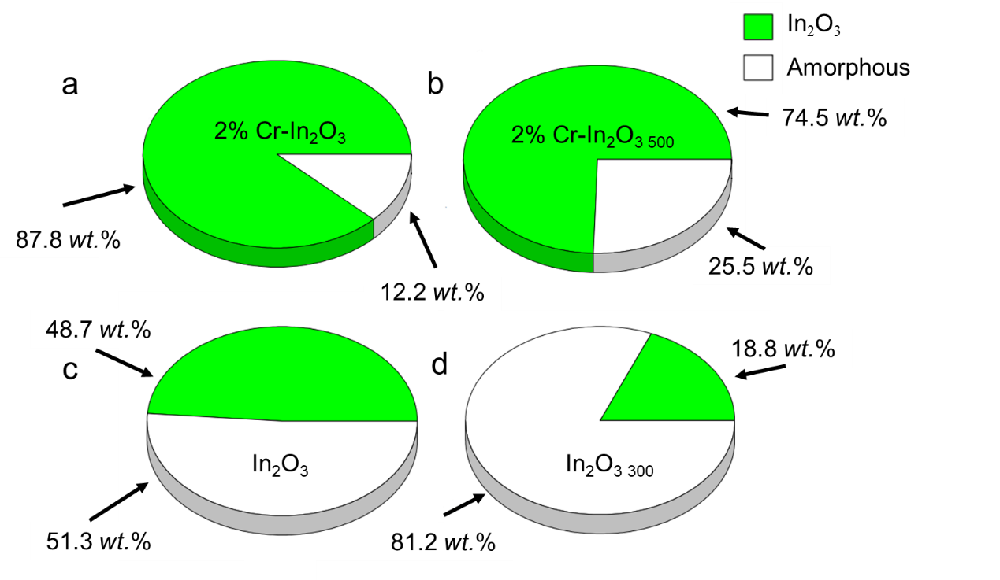 In₂O₃
Amorphous
a
2% Cr-In₂O₃
87.8 wt.%
12.2 wt.%
b
2% Cr-In₂O₃ ₅₀₀
74.5 wt.%
25.5 wt.%
c
48.7 wt.%
In₂O₃
51.3 wt.%
d
18.8 wt.%
In₂O₃ ₃₀₀
81.2 wt.%